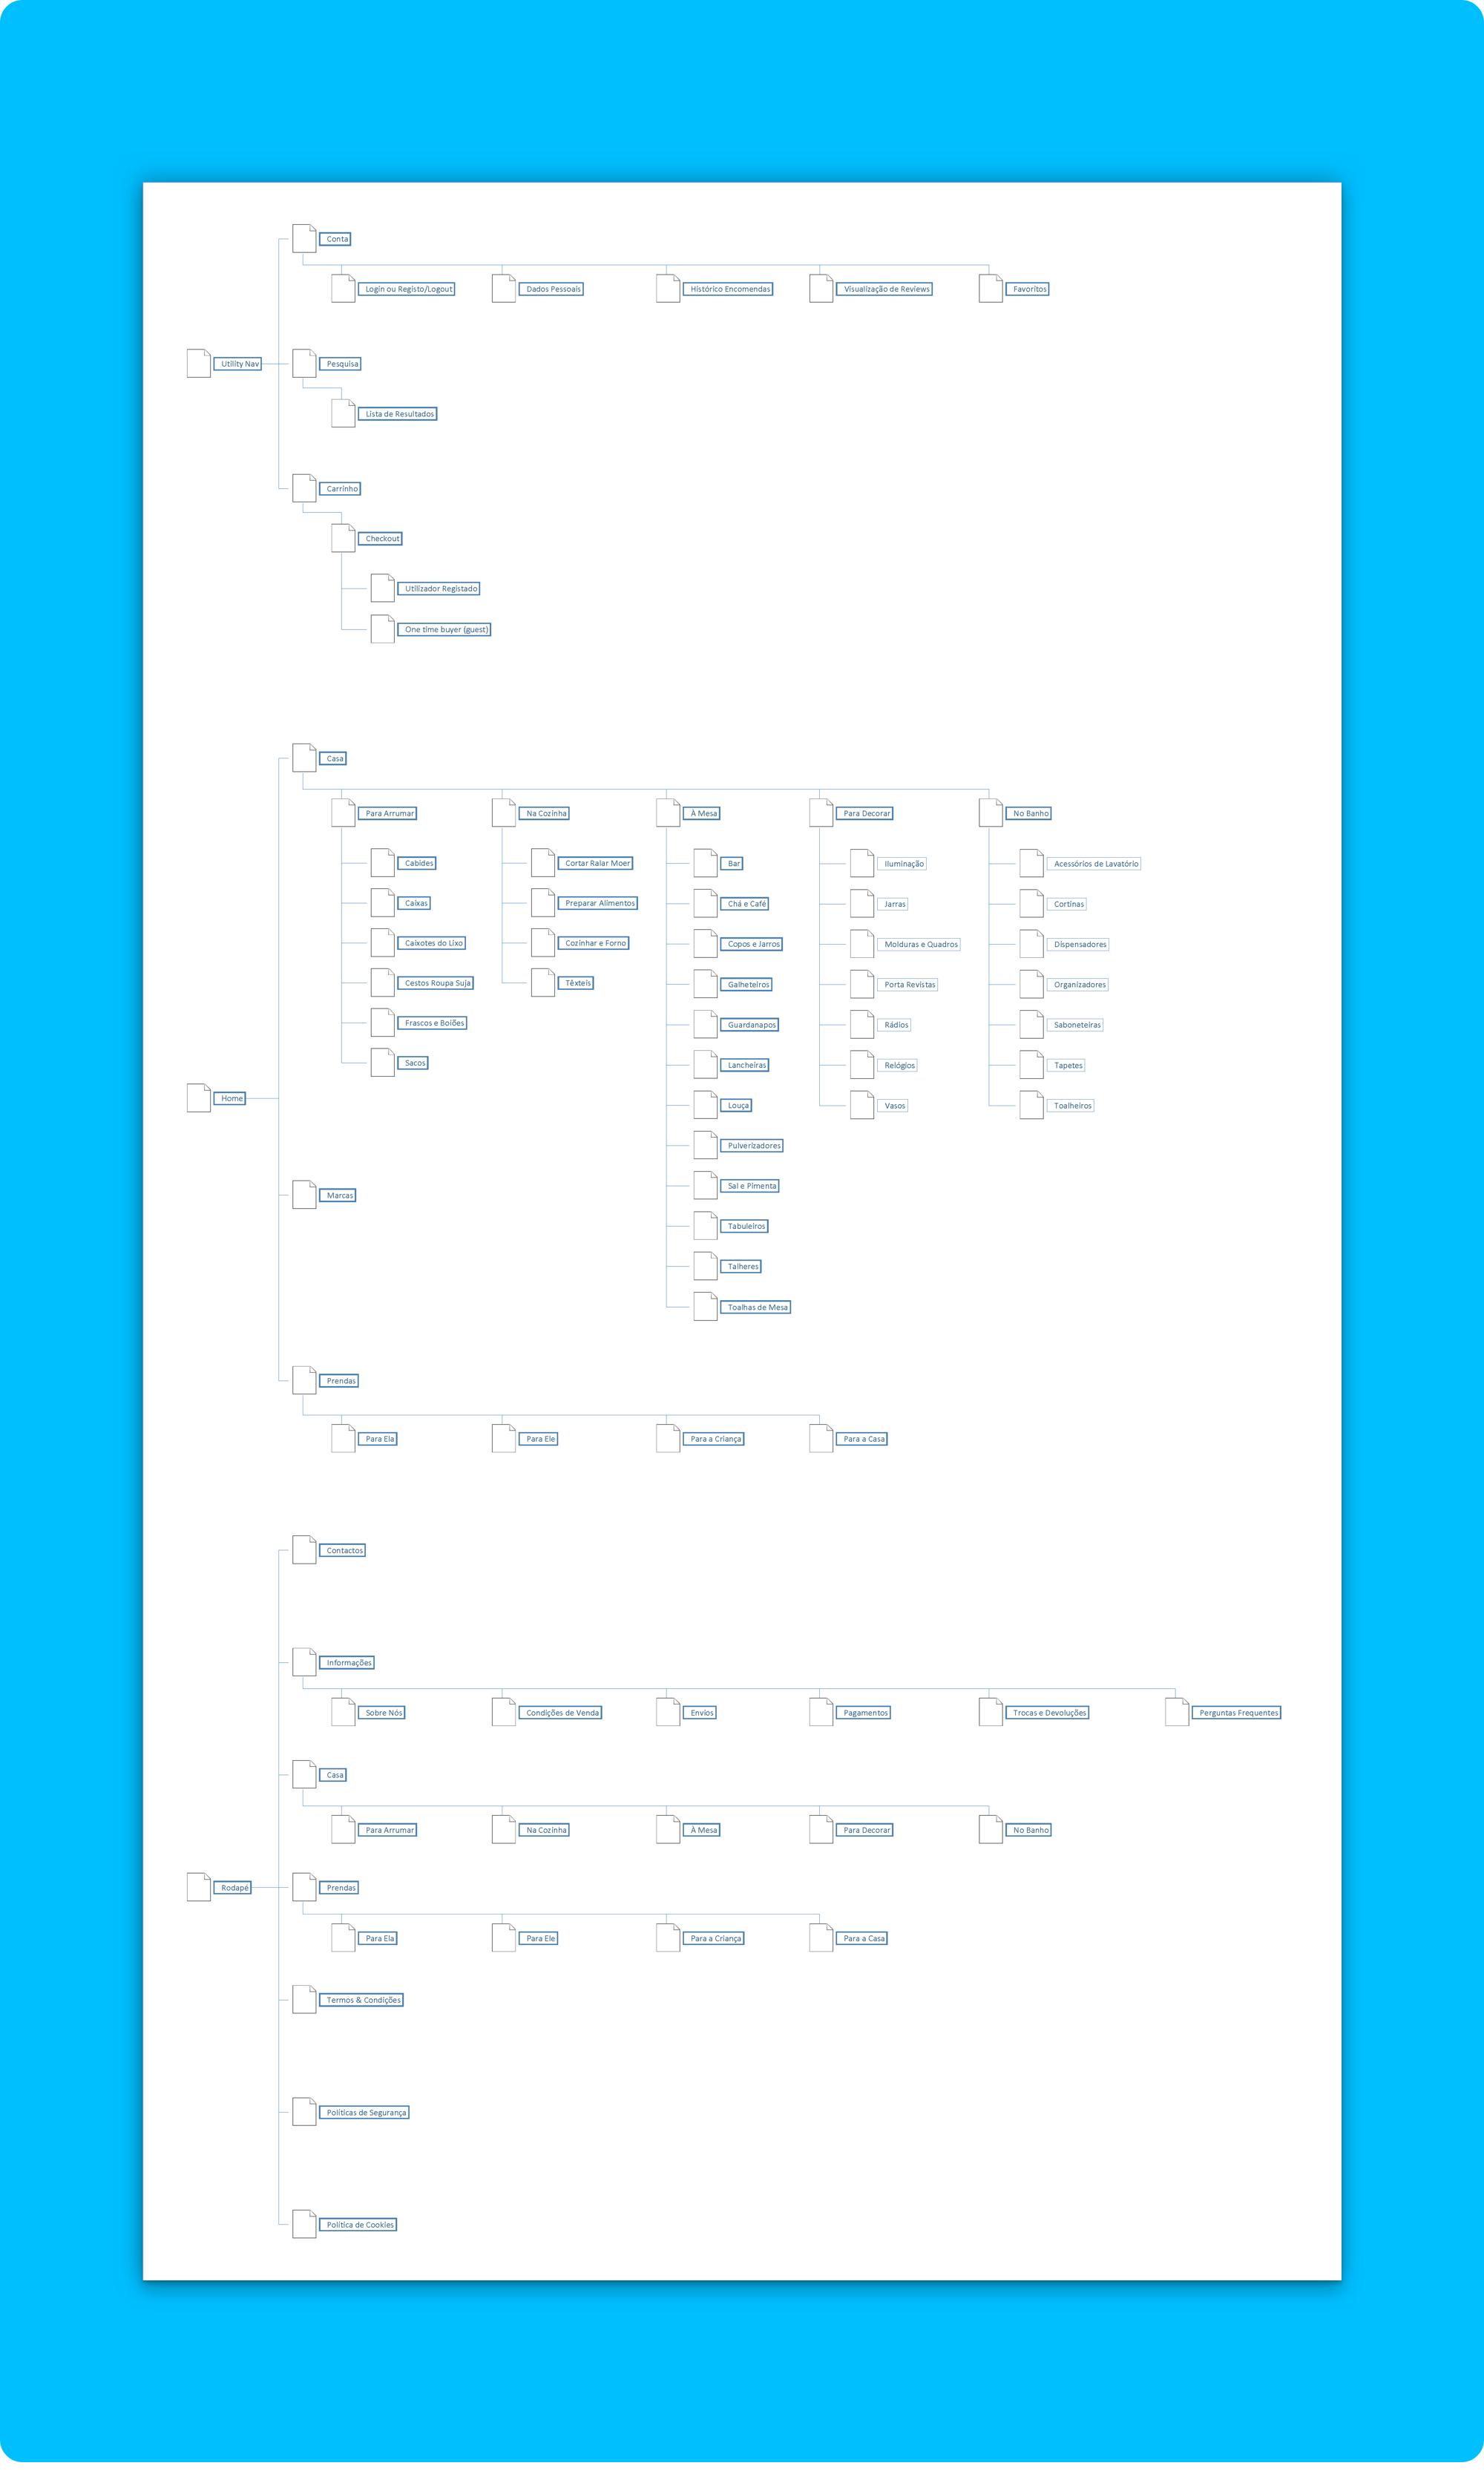 Conta
Login ou Registo/Logout
Dados Pessoais
Histórico Encomendas
Visualização de Reviews
Favoritos
Utility Nav
Pesquisa
Lista de Resultados
Carrinho
Checkout
Utilizador Registado
One time buyer (guest)
Casa
Para Arrumar
Na Cozinha
À Mesa
Para Decorar
No Banho
Cabides
Caixas
Caixotes do Lixo
Cestos Roupa Suja
Frascos e Boiões
Sacos
Cortar Ralar Moer
Preparar Alimentos
Cozinhar e Forno
Têxteis
Bar
Chá e Café
Copos e Jarros
Galheteiros
Guardanapos
Lancheiras
Louça
Pulverizadores
Sal e Pimenta
Tabuleiros
Talheres
Toalhas de Mesa
Iluminação
Jarras
Molduras e Quadros
Porta Revistas
Rádios
Relógios
Vasos
Acessórios de Lavatório
Cortinas
Dispensadores
Organizadores
Saboneteiras
Tapetes
Toalheiros
Home
Marcas
Prendas
Para Ela
Para Ele
Para a Criança
Para a Casa
Contactos
Informações
Sobre Nós
Condições de Venda
Envios
Pagamentos
Trocas e Devoluções
Perguntas Frequentes
Casa
Para Arrumar
Na Cozinha
À Mesa
Para Decorar
No Banho
Rodapé
Prendas
Para Ela
Para Ele
Para a Criança
Para a Casa
Termos & Condições
Políticas de Segurança
Política de Cookies